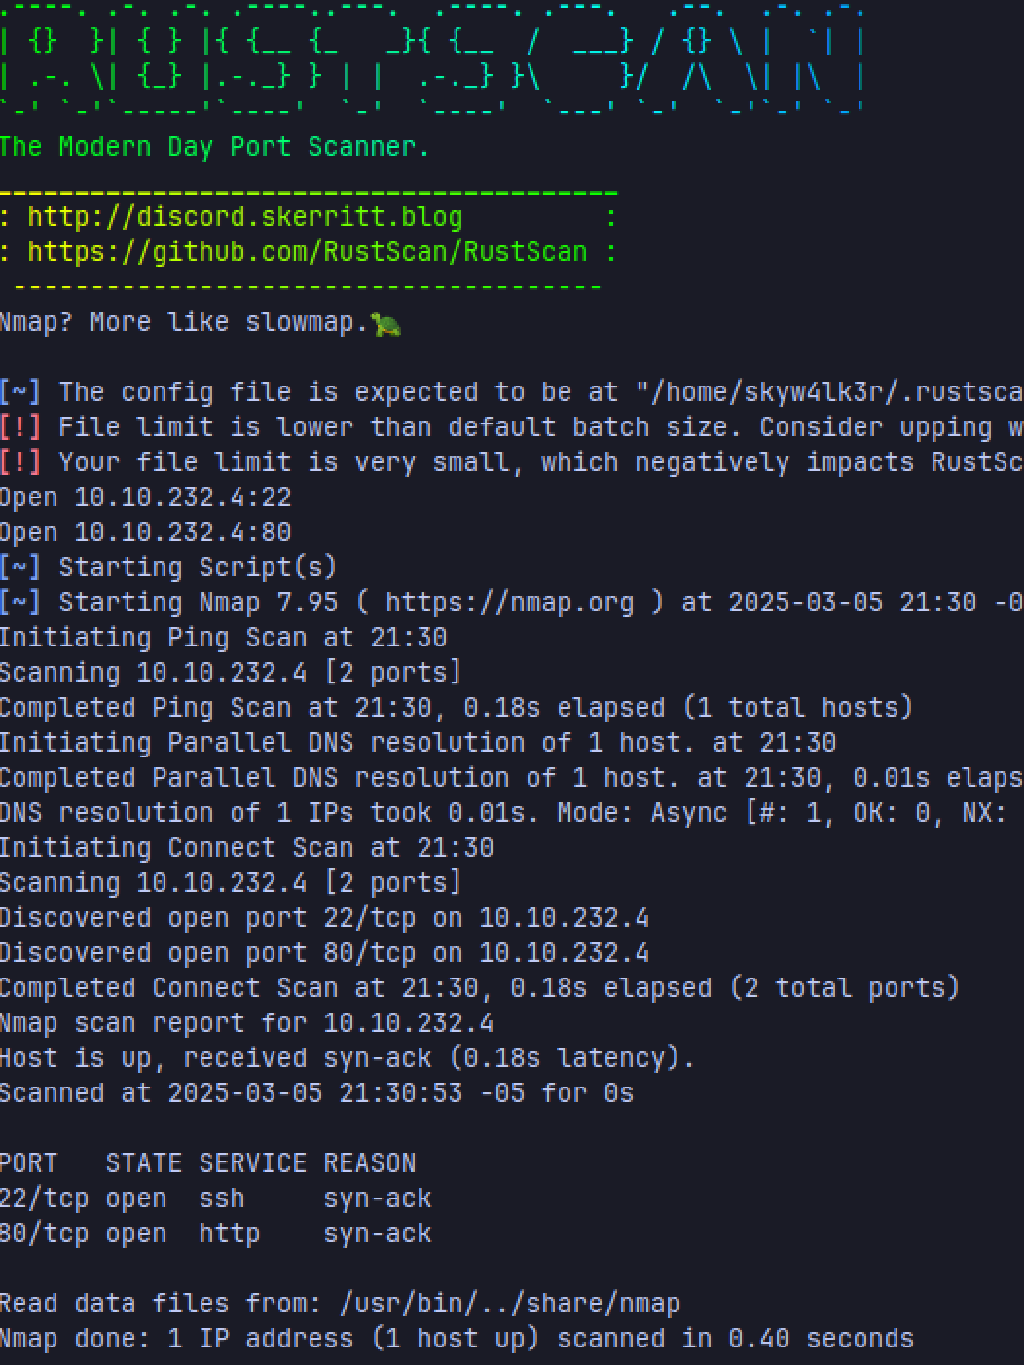 .----. .-. .-. .----..---.  .----. .---.   .--.  .-. .-.
| {}  }| { } |{ {__ {_   _}{ {__  /  ___} / {} \ |  `| |
| .-. \| {_} |.-._} } | |  .-._} }\     }/  /\  \| |\  |
`-' `-'`-----'`----'  `-'  `----'  `---' `-'  `-'`-' `-'
The Modern Day Port Scanner.
________________________________________
: http://discord.skerritt.blog         :
: https://github.com/RustScan/RustScan :
 --------------------------------------
Nmap? More like slowmap.🐢
[~] The config file is expected to be at "/home/skyw4lk3r/.rustsca
[!] File limit is lower than default batch size. Consider upping w
[!] Your file limit is very small, which negatively impacts RustSc
Open 10.10.232.4:22
Open 10.10.232.4:80
[~] Starting Script(s)
[~] Starting Nmap 7.95 ( https://nmap.org ) at 2025-03-05 21:30 -0
Initiating Ping Scan at 21:30
Scanning 10.10.232.4 [2 ports]
Completed Ping Scan at 21:30, 0.18s elapsed (1 total hosts)
Initiating Parallel DNS resolution of 1 host. at 21:30
Completed Parallel DNS resolution of 1 host. at 21:30, 0.01s elaps
DNS resolution of 1 IPs took 0.01s. Mode: Async [#: 1, OK: 0, NX:
Initiating Connect Scan at 21:30
Scanning 10.10.232.4 [2 ports]
Discovered open port 22/tcp on 10.10.232.4
Discovered open port 80/tcp on 10.10.232.4
Completed Connect Scan at 21:30, 0.18s elapsed (2 total ports)
Nmap scan report for 10.10.232.4
Host is up, received syn-ack (0.18s latency).
Scanned at 2025-03-05 21:30:53 -05 for 0s
PORT   STATE SERVICE REASON
22/tcp open  ssh     syn-ack
80/tcp open  http    syn-ack
Read data files from: /usr/bin/../share/nmap
Nmap done: 1 IP address (1 host up) scanned in 0.40 seconds